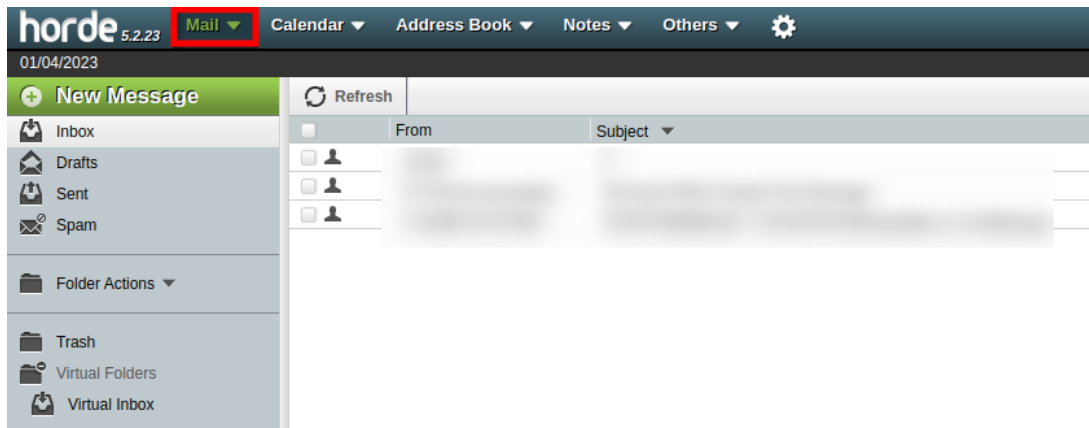 horde 5.2.23 Mail Calendar Address Book Notes Others
01/04/2023
New Message Refresh
Inbox From Subject
Drafts
Sent
Spam
Folder Actions
Trash
Virtual Folders
Virtual Inbox